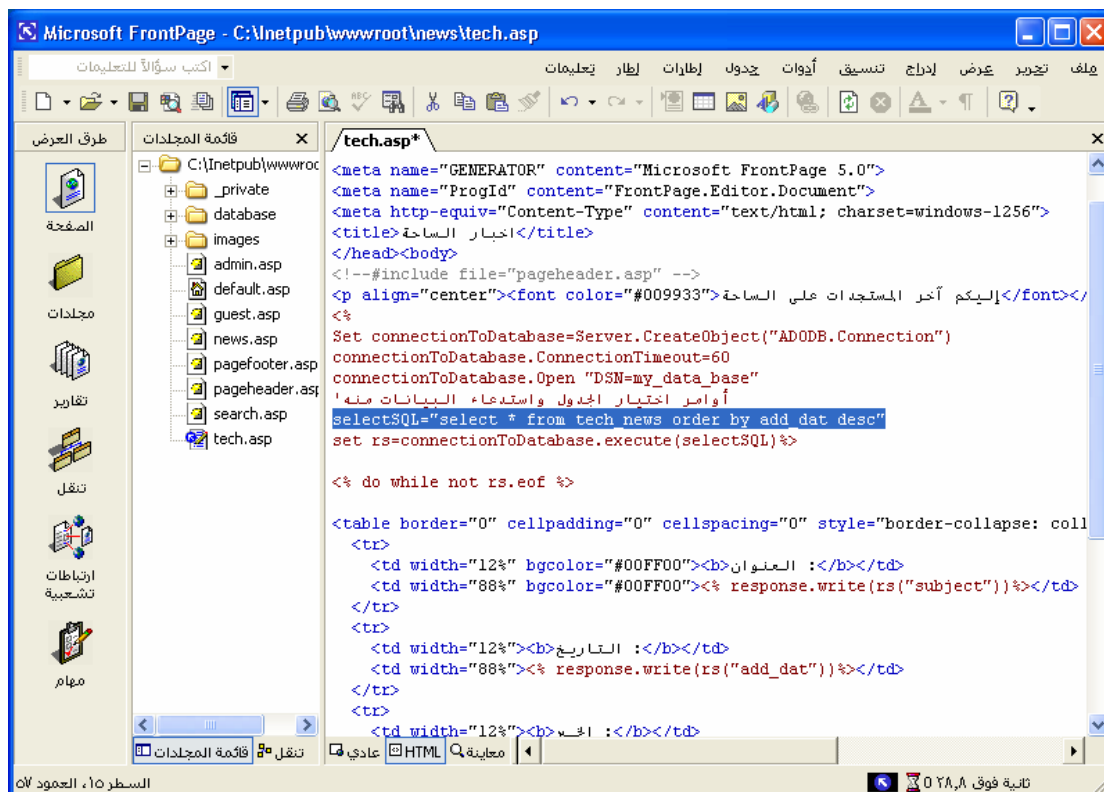 Microsoft FrontPage - C:\Inetpub\wwwroot\news\tech.asp
ملف تحرير عرض إدراج تنسيق أدوات جدول إطارات إطار تعليمات
اكتب سؤالاً للتعليمات
طرق العرض
الصفحة
مجلدات
تقارير
تنقل
ارتباطات
تشعبية
مهام
قائمة المجلدات
C:\Inetpub\wwwroo
_private
database
images
admin.asp
default.asp
guest.asp
news.asp
pagefooter.asp
pageheader.asp
search.asp
tech.asp
قائمة المجلدات تنقل
tech.asp*
<meta name="GENERATOR" content="Microsoft FrontPage 5.0">
<meta name="ProgId" content="FrontPage.Editor.Document">
<meta http-equiv="Content-Type" content="text/html; charset=windows-1256">
<title>اخبار الساحة</title>
</head><body>
<!--#include file="pageheader.asp" -->
<p align="center"><font color="#009933">إليكم آخر المستجدات على الساحة</font></
<%
Set connectionToDatabase=Server.CreateObject("ADODB.Connection")
connectionToDatabase.ConnectionTimeout=60
connectionToDatabase.Open "DSN=my_data_base"
'أوامر اختيار الجدول واستدعاء البيانات منه
selectSQL="select * from tech_news order by add_dat desc"
set rs=connectionToDatabase.execute(selectSQL)%>
<% do while not rs.eof %>
<table border="0" cellpadding="0" cellspacing="0" style="border-collapse: coll
<tr>
<td width="12%" bgcolor="#00FF00"><b>العنوان :</b></td>
<td width="88%" bgcolor="#00FF00"><% response.write(rs("subject"))%></td>
</tr>
<tr>
<td width="12%"><b>التاريخ :</b></td>
<td width="88%"><% response.write(rs("add_dat"))%></td>
</tr>
<tr>
<td width="12%"><b> :</b></td>
عادي HTML معاينة
السطر ١٥، العمود ٥٧
ثانية فوق ٢٨,٨